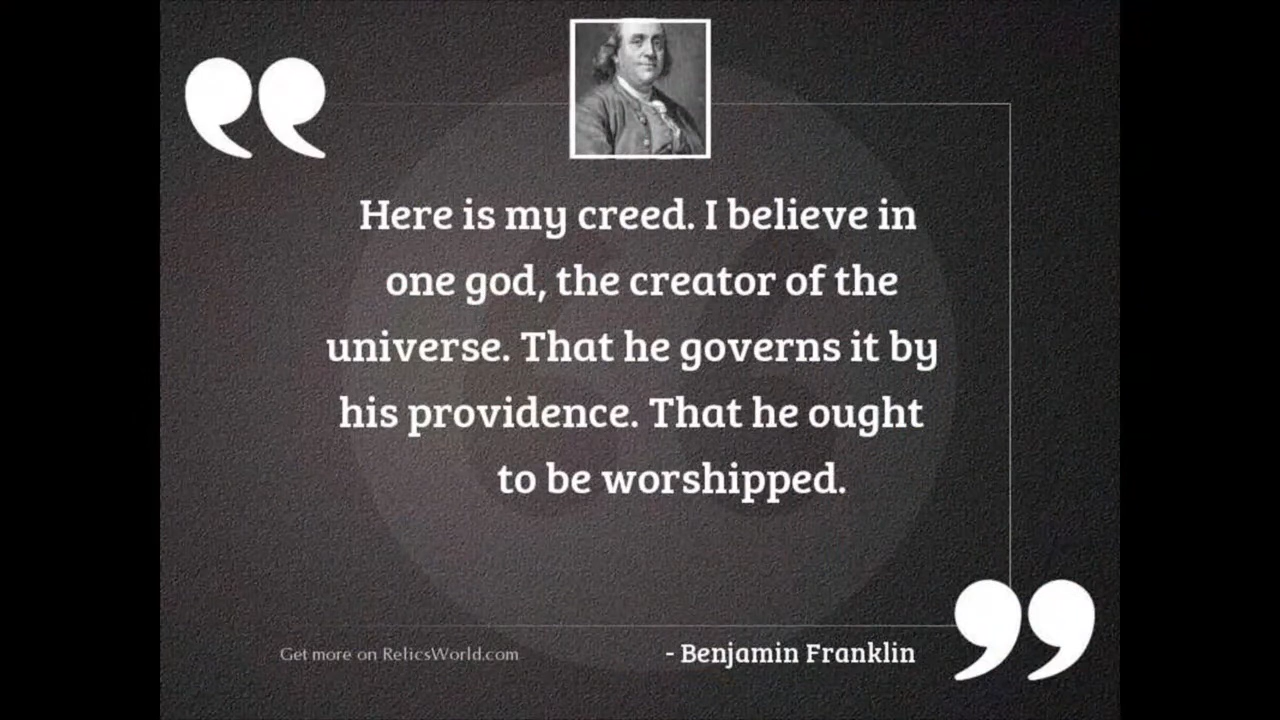 Here is my creed. I believe in
one god, the creator of the
universe. That he governs it by
his providence. That he ought
to be worshipped.
Get more on RelicsWorld.com
- Benjamin Franklin